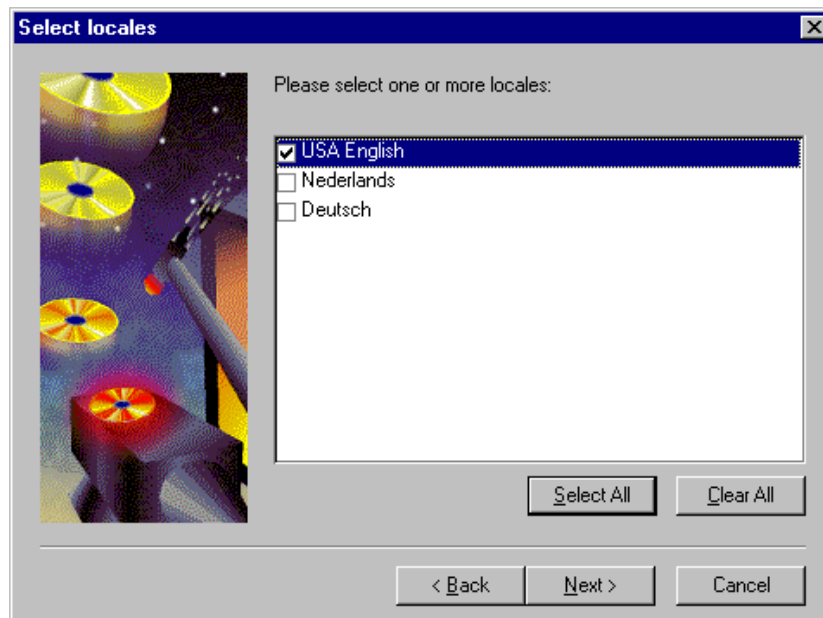 Select locales
Please select one or more locales:
USA English
Nederlands
Deutsch
Select All
Clear All
< Back
Next >
Cancel